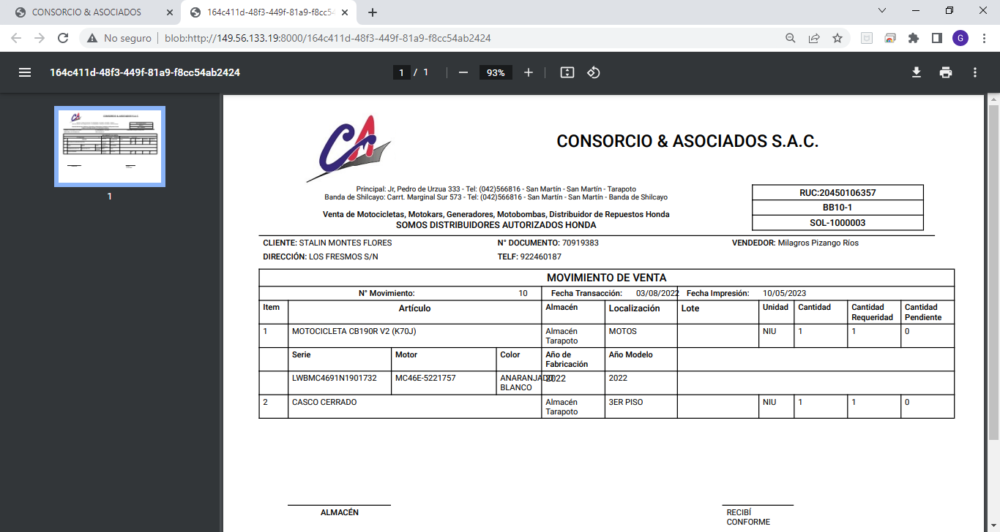 CONSORCIO & ASOCIADOS
164c411d-48f3-449f-81a9-f8cc54
No seguro
blob:http://149.56.133.19:8000/164c411d-48f3-449f-81a9-f8cc54ab2424
G
164c411d-48f3-449f-81a9-f8cc54ab2424
1 / 1
93%
1
CA
CONSORCIO & ASOCIADOS S.A.C.
Principal: Jr, Pedro de Urzua 333 - Tel: (042)566816 - San Martín - San Martín - Tarapoto
Banda de Shilcayo: Carrt. Marginal Sur 573 - Tel: (042)566816 - San Martín - San Martín - Banda de Shilcayo
Venta de Motocicletas, Motokars, Generadores, Motobombas, Distribuidor de Repuestos Honda
SOMOS DISTRIBUIDORES AUTORIZADOS HONDA
RUC:20450106357
BB10-1
SOL-1000003
CLIENTE: STALIN MONTES FLORES N° DOCUMENTO: 70919383 VENDEDOR: Milagros Pizango Ríos
DIRECCIÓN: LOS FRESMOS S/N TELF: 922460187
MOVIMIENTO DE VENTA
N° Movimiento: 10 Fecha Transacción: 03/08/2022 Fecha Impresión: 10/05/2023
Item Artículo Almacén Localización Lote Unidad Cantidad Cantidad Requeridad Cantidad Pendiente
1 MOTOCICLETA CB190R V2 (K70J) Almacén Tarapoto MOTOS NIU 1 1 0
Serie Motor Color Año de Fabricación Año Modelo
LWBMC4691N1901732 MC46E-5221757 ANARANJADO BLANCO 2022 2022
2 CASCO CERRADO Almacén Tarapoto 3ER PISO NIU 1 1 0
ALMACÉN
RECIBÍ
CONFORME